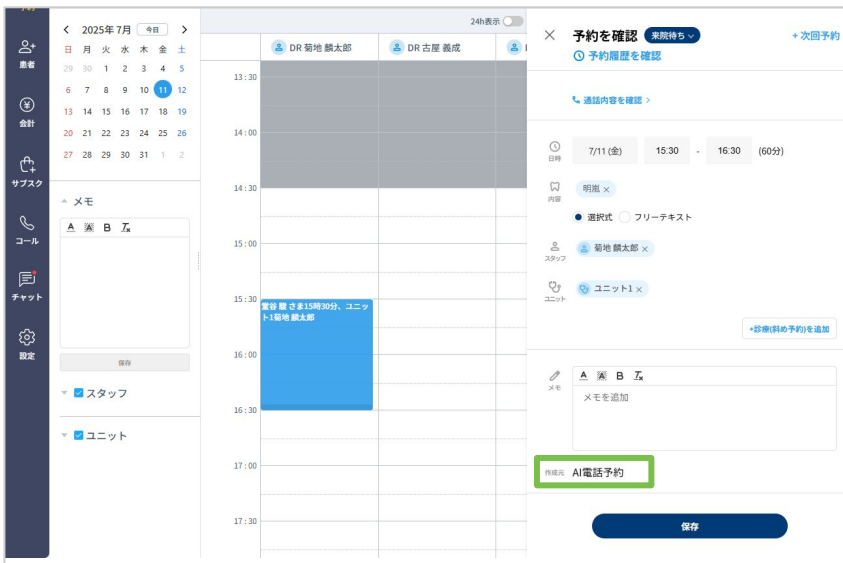 患者
会計
サブスク
コール
チャット
設定
2025年 7月 今日
日 月 火 水 木 金 土
29 30 1 2 3 4 5
6 7 8 9 10 11 12
13 14 15 16 17 18 19
20 21 22 23 24 25 26
27 28 29 30 31 1 2
メモ
A A B Tx
保存
スタッフ
ユニット
24h表示
DR 菊地 麟太郎
DR 古屋 義成
13:30
14:00
14:30
15:00
15:30
堂谷 駿 さま15時30分、ユニッ
ト1菊地 麟太郎
16:00
16:30
17:00
17:30
予約を確認 来院待ち
+ 次回予約
予約履歴を確認
通話内容を確認 >
日時 7/11 (金) 15:30 - 16:30 (60分)
内容 明嵐 ×
選択式 フリーテキスト
スタッフ 菊地 麟太郎 ×
ユニット ユニット1 ×
+診療(斜め予約)を追加
メモ A A B Tx
メモを追加
作成元 AI電話予約
保存